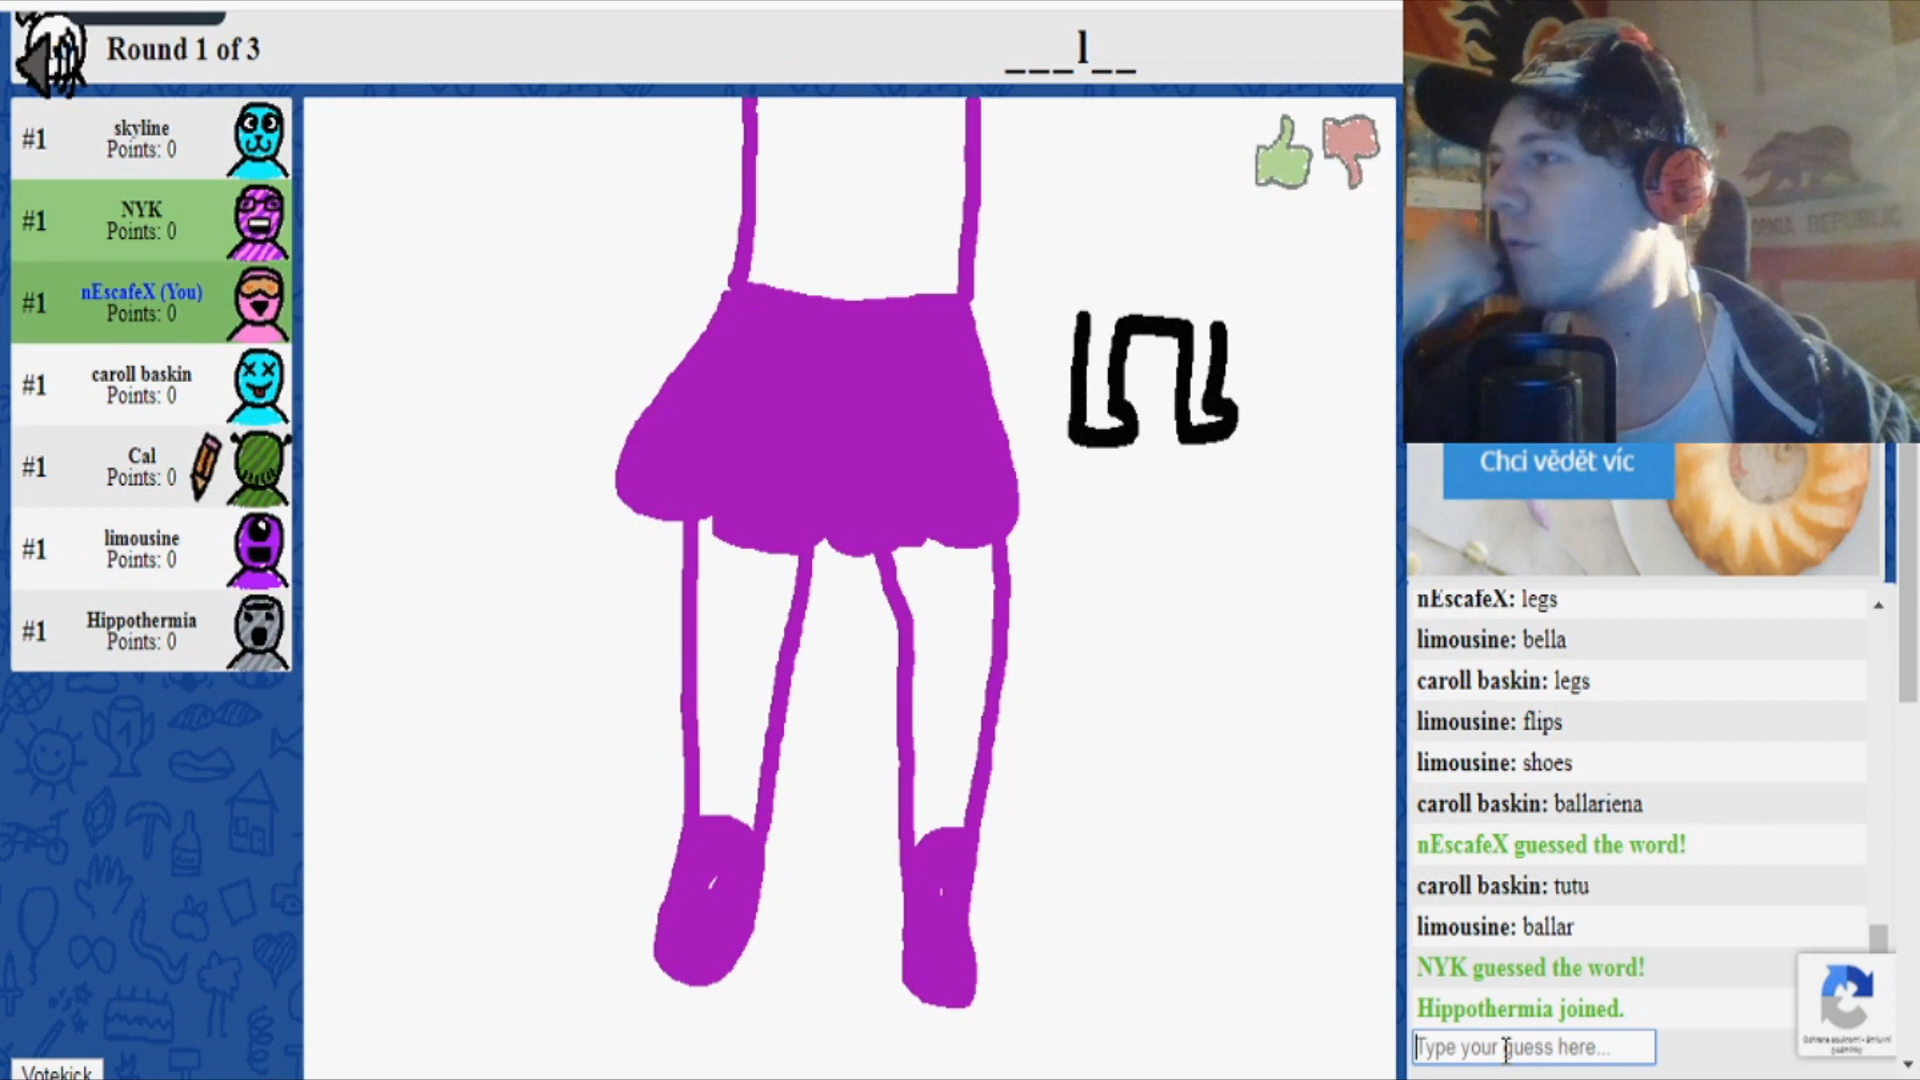 Round 1 of 3
___l__
#1 skyline
Points: 0
#1 NYK
Points: 0
#1 nEscafeX (You)
Points: 0
#1 caroll baskin
Points: 0
#1 Cal
Points: 0
#1 limousine
Points: 0
#1 Hippothermia
Points: 0
Votekick
REPUBLIC
Chci vědět víc
nEscafeX: legs
limousine: bella
caroll baskin: legs
limousine: flips
limousine: shoes
caroll baskin: ballariena
nEscafeX guessed the word!
caroll baskin: tutu
limousine: ballar
NYK guessed the word!
Hippothermia joined.
Type your guess here...